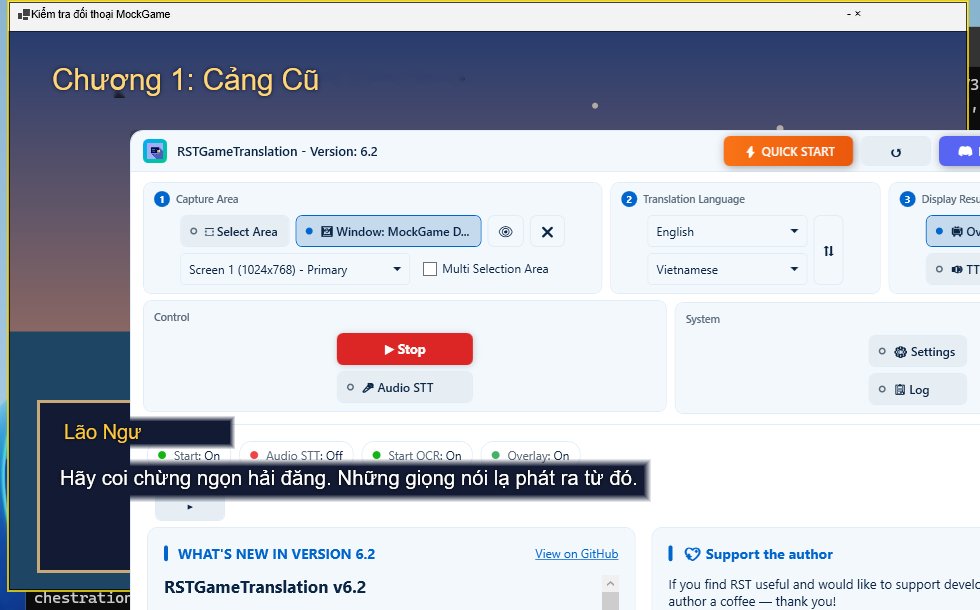 Kiểm tra đối thoại MockGame
Chương 1: Cảng Cũ
RSTGameTranslation - Version: 6.2
QUICK START
1 Capture Area
Select Area
Window: MockGame D...
Screen 1 (1024x768) - Primary
Multi Selection Area
2 Translation Language
English
Vietnamese
3 Display Resu
Ov
TT
Control
Stop
Audio STT
System
Settings
Log
Lão Ngư
Start: On
Audio STT: Off
Start OCR: On
Overlay: On
Hãy coi chừng ngọn hải đăng. Những giọng nói lạ phát ra từ đó.
WHAT'S NEW IN VERSION 6.2
View on GitHub
RSTGameTranslation v6.2
Support the author
If you find RST useful and would like to support develo
author a coffee — thank you!
chestration